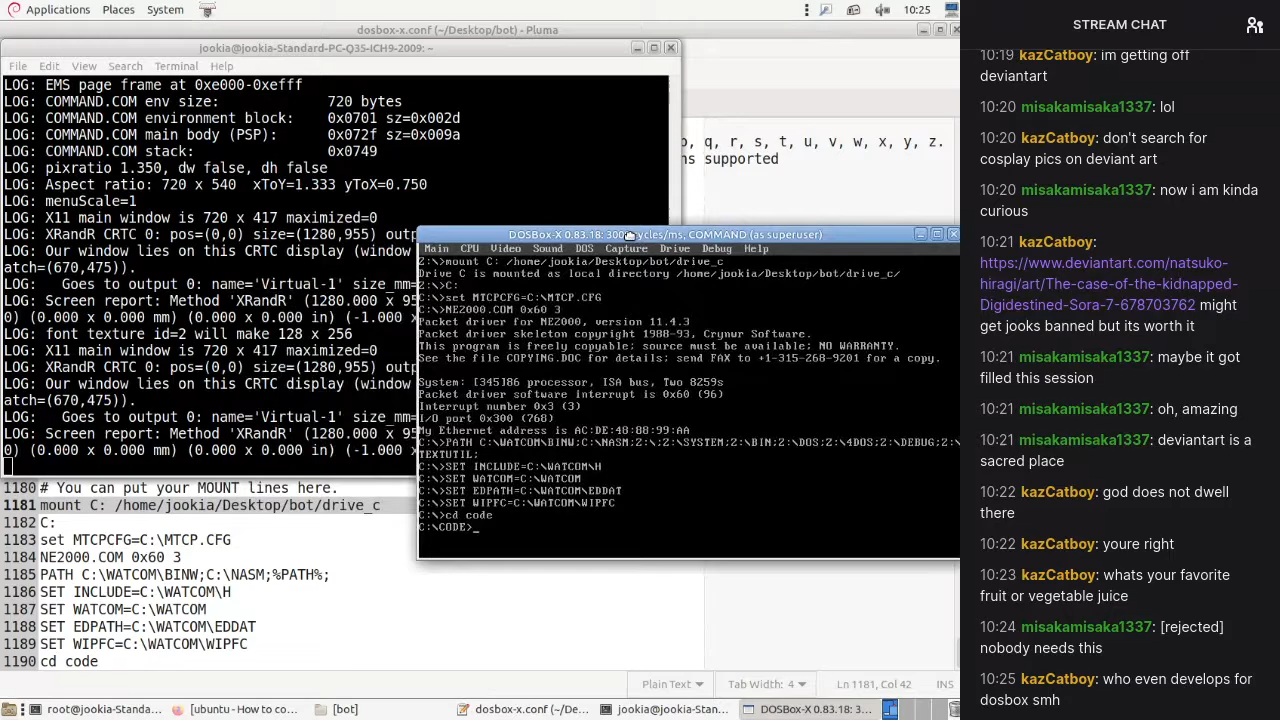 Applications Places System 10:25
dosbox-x.conf (~/Desktop/bot) - Pluma
jookia@jookia-Standard-PC-Q35-ICH9-2009: ~
File Edit View Search Terminal Help
LOG: EMS page frame at 0xe000-0xefff
LOG: COMMAND.COM env size: 720 bytes
LOG: COMMAND.COM environment block: 0x0701 sz=0x002d
LOG: COMMAND.COM main body (PSP): 0x072f sz=0x009a
LOG: COMMAND.COM stack: 0x0749
LOG: pixratio 1.350, dw false, dh false
LOG: Aspect ratio: 720 x 540 xToY=1.333 yToX=0.750
LOG: menuScale=1
LOG: X11 main window is 720 x 417 maximized=0
LOG: XRandR CRTC 0: pos=(0,0) size=(1280,955) outp
LOG: Our window lies on this CRTC display (window
atch=(670,475)).
LOG: Goes to output 0: name='Virtual-1' size_mm=
LOG: Screen report: Method 'XRandR' (1280.000 x 95
0) (0.000 x 0.000 mm) (0.000 x 0.000 in) (-1.000 x
LOG: font texture id=2 will make 128 x 256
LOG: X11 main window is 720 x 417 maximized=0
LOG: XRandR CRTC 0: pos=(0,0) size=(1280,955) outp
LOG: Our window lies on this CRTC display (window
atch=(670,475)).
LOG: Goes to output 0: name='Virtual-1' size_mm=
LOG: Screen report: Method 'XRandR' (1280.000 x 95
0) (0.000 x 0.000 mm) (0.000 x 0.000 in) (-1.000 x
, q, r, s, t, u, v, w, x, y, z.
ns supported
DOSBox-X 0.83.18: 3000 cycles/ms, COMMAND (as superuser)
Main CPU Video Sound DOS Capture Drive Debug Help
Z:\>mount C: /home/jookia/Desktop/bot/drive_c
Drive C is mounted as local directory /home/jookia/Desktop/bot/drive_c/
Z:\>C:
C:\>set MTCPCFG=C:\MTCP.CFG
C:\>NE2000.COM 0x60 3
Packet driver for NE2000, version 11.4.3
Packet driver skeleton copyright 1988-93, Crynwr Software.
This program is freely copyable; source must be available; NO WARRANTY.
See the file COPYING.DOC for details; send FAX to +1-315-268-9201 for a copy.
System: [345]86 processor, ISA bus, Two 8259s
Packet driver software interrupt is 0x60 (96)
Interrupt number 0x3 (3)
I/O port 0x300 (768)
My Ethernet address is AC:DE:48:88:99:AA
C:\>PATH C:\WATCOM\BINW;C:\NASM;Z:\;Z:\SYSTEM;Z:\BIN;Z:\DOS;Z:\4DOS;Z:\DEBUG;Z:\
TEXTUTIL;
C:\>SET INCLUDE=C:\WATCOM\H
C:\>SET WATCOM=C:\WATCOM
C:\>SET EDPATH=C:\WATCOM\EDDAT
C:\>SET WIPFC=C:\WATCOM\WIPFC
C:\>cd code
C:\CODE>_
1180 # You can put your MOUNT lines here.
1181 mount C: /home/jookia/Desktop/bot/drive_c
1182 C:
1183 set MTCPCFG=C:\MTCP.CFG
1184 NE2000.COM 0x60 3
1185 PATH C:\WATCOM\BINW;C:\NASM;%PATH%;
1186 SET INCLUDE=C:\WATCOM\H
1187 SET WATCOM=C:\WATCOM
1188 SET EDPATH=C:\WATCOM\EDDAT
1189 SET WIPFC=C:\WATCOM\WIPFC
1190 cd code
Plain Text Tab Width: 4 Ln 1181, Col 42 INS
root@jookia-Standa... [ubuntu - How to co... [bot] dosbox-x.conf (~/De... jookia@jookia-Standa... DOSBox-X 0.83.18: 3...
STREAM CHAT
10:19 kazCatboy: im getting off
deviantart
10:20 misakamisaka1337: lol
10:20 kazCatboy: don't search for
cosplay pics on deviant art
10:20 misakamisaka1337: now i am kinda
curious
10:21 kazCatboy:
https://www.deviantart.com/natsuko-
hiragi/art/The-case-of-the-kidnapped-
Digidestined-Sora-7-678703762 might
get jooks banned but its worth it
10:21 misakamisaka1337: maybe it got
filled this session
10:21 misakamisaka1337: oh, amazing
10:21 misakamisaka1337: deviantart is a
sacred place
10:22 kazCatboy: god does not dwell
there
10:22 kazCatboy: youre right
10:23 kazCatboy: whats your favorite
fruit or vegetable juice
10:24 misakamisaka1337: [rejected]
nobody needs this
10:25 kazCatboy: who even develops for
dosbox smh